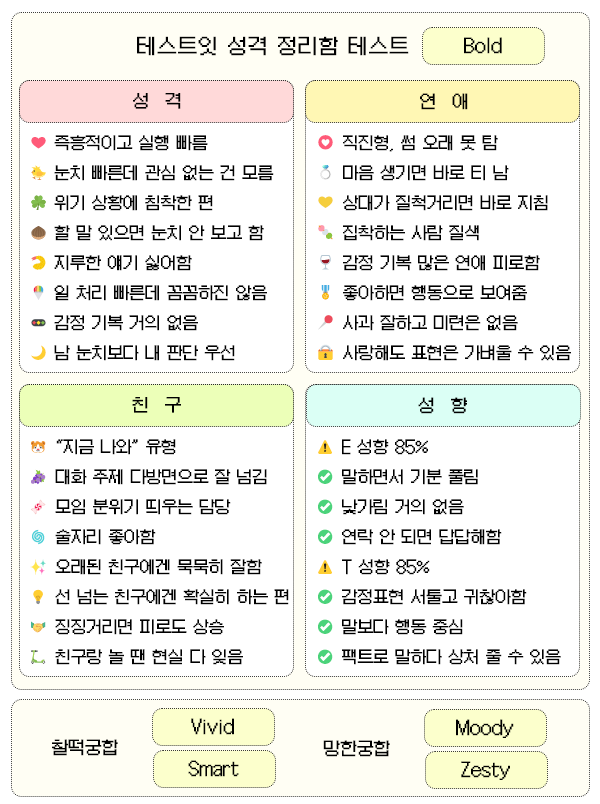 테스트잇 성격 정리함 테스트 Bold
성 격
즉흥적이고 실행 빠름
눈치 빠른데 관심 없는 건 모름
위기 상황에 침착한 편
할 말 있으면 눈치 안 보고 함
지루한 얘기 싫어함
일 처리 빠른데 꼼꼼하진 않음
감정 기복 거의 없음
남 눈치보다 내 판단 우선
연 애
직진형, 썸 오래 못 탐
마음 생기면 바로 티 남
상대가 질척거리면 바로 지침
집착하는 사람 질색
감정 기복 많은 연애 피로함
좋아하면 행동으로 보여줌
사과 잘하고 미련은 없음
사랑해도 표현은 가벼울 수 있음
친 구
“지금 나와” 유형
대화 주제 다방면으로 잘 넘김
모임 분위기 띄우는 담당
술자리 좋아함
오래된 친구에겐 묵묵히 잘함
선 넘는 친구에겐 확실히 하는 편
징징거리면 피로도 상승
친구랑 놀 땐 현실 다 잊음
성 향
E 성향 85%
말하면서 기분 풀림
낯가림 거의 없음
연락 안 되면 답답해함
T 성향 85%
감정표현 서툴고 귀찮아함
말보다 행동 중심
팩트로 말하다 상처 줄 수 있음
찰떡궁합
Vivid
Smart
망한궁합
Moody
Zesty